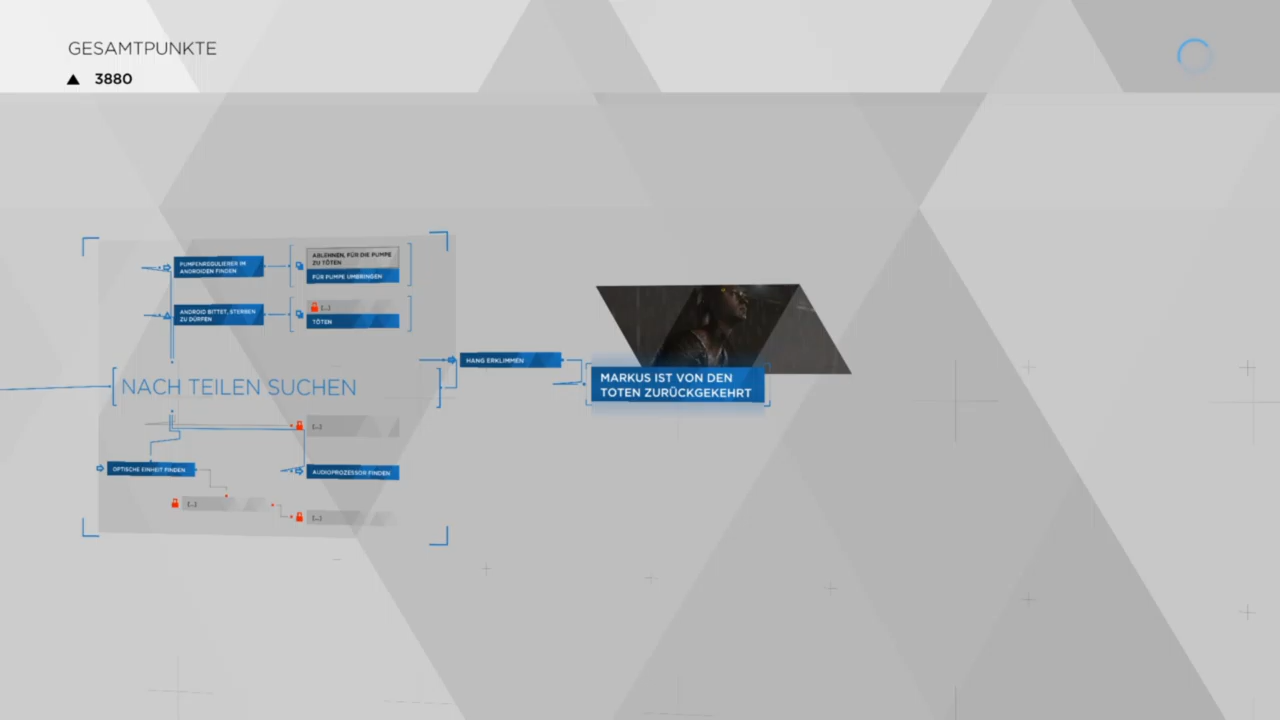 GESAMTPUNKTE
▲ 3880
PUMPENREGULIERER IM
ANDROIDEN FINDEN
ABLEHNEN, FÜR DIE PUMPE
ZU TÖTEN
FÜR PUMPE UMBRINGEN
ANDROID BITTET, STERBEN
ZU DÜRFEN
[...]
TÖTEN
HANG ERKLIMMEN
MARKUS IST VON DEN
TOTEN ZURÜCKGEKEHRT
NACH TEILEN SUCHEN
[...]
OPTISCHE EINHEIT FINDEN
AUDIOPROZESSOR FINDEN
[...]
[...]